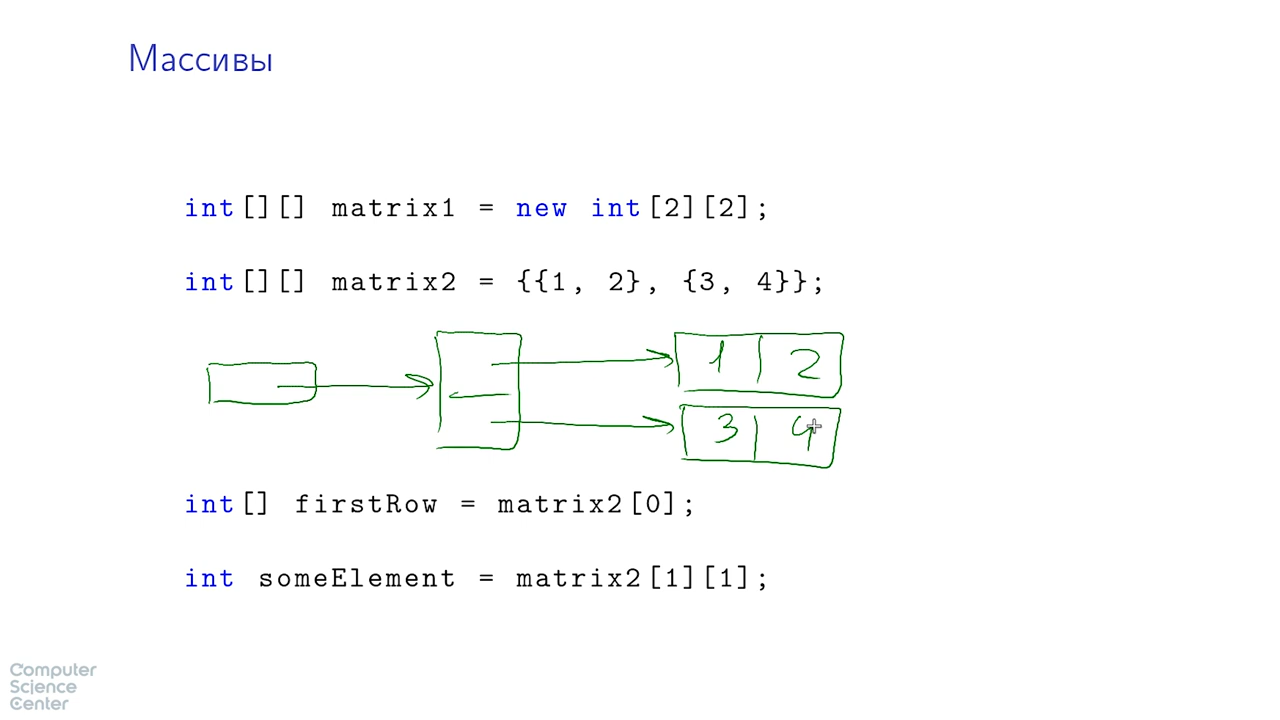 Массивы
int[][] matrix1 = new int[2][2];
int[][] matrix2 = {{1, 2}, {3, 4}};
1 2
3 4
int[] firstRow = matrix2[0];
int someElement = matrix2[1][1];
Computer
Science
Center